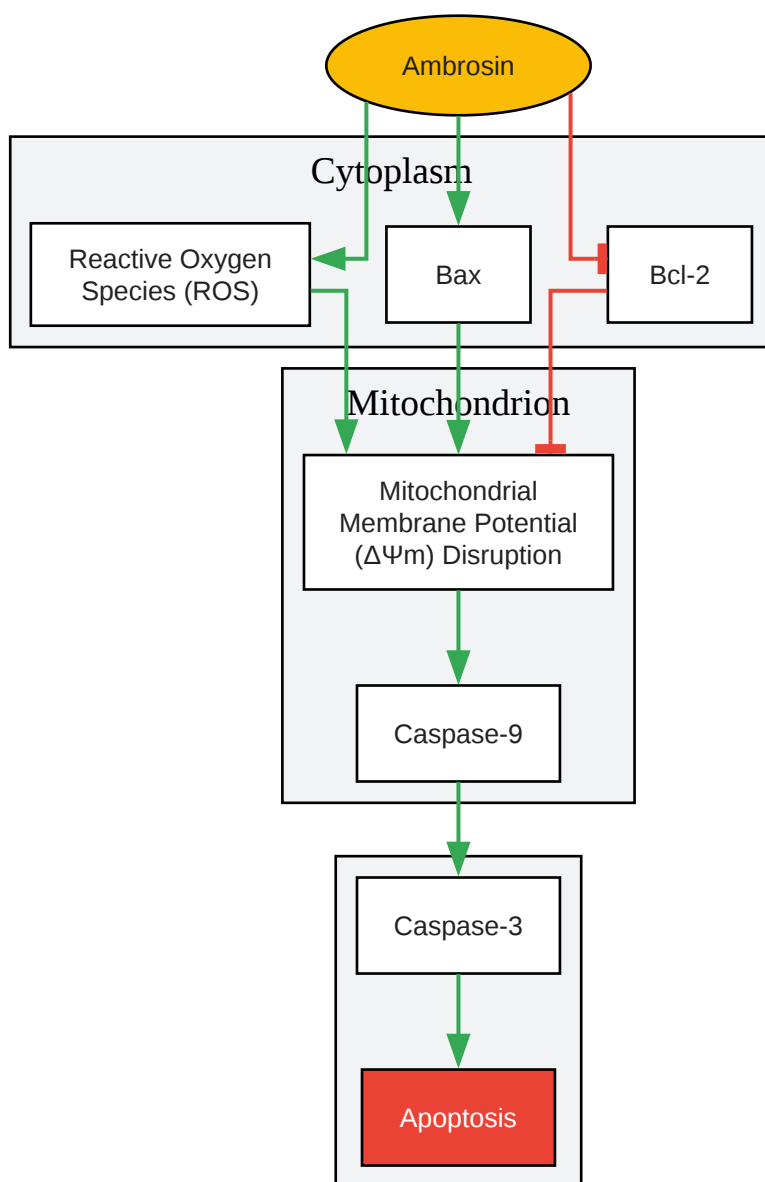 Ambrosin
Cytoplasm
Reactive Oxygen
Species (ROS)
Bax
Bcl-2
Mitochondrion
Mitochondrial
Membrane Potential
(ΔΨm) Disruption
Caspase-9
Caspase-3
Apoptosis